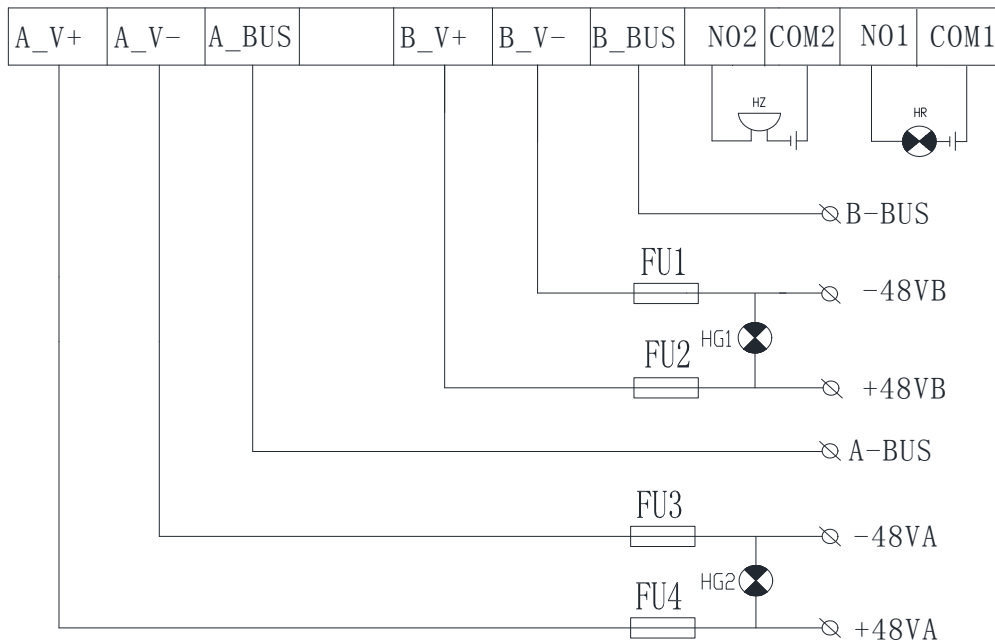 A_V+ A_V- A_BUS B_V+ B_V- B_BUS NO2 COM2 NO1 COM1
HZ HR
B-BUS
FU1
-48VB
HG1
FU2
+48VB
A-BUS
FU3
-48VA
HG2
FU4
+48VA